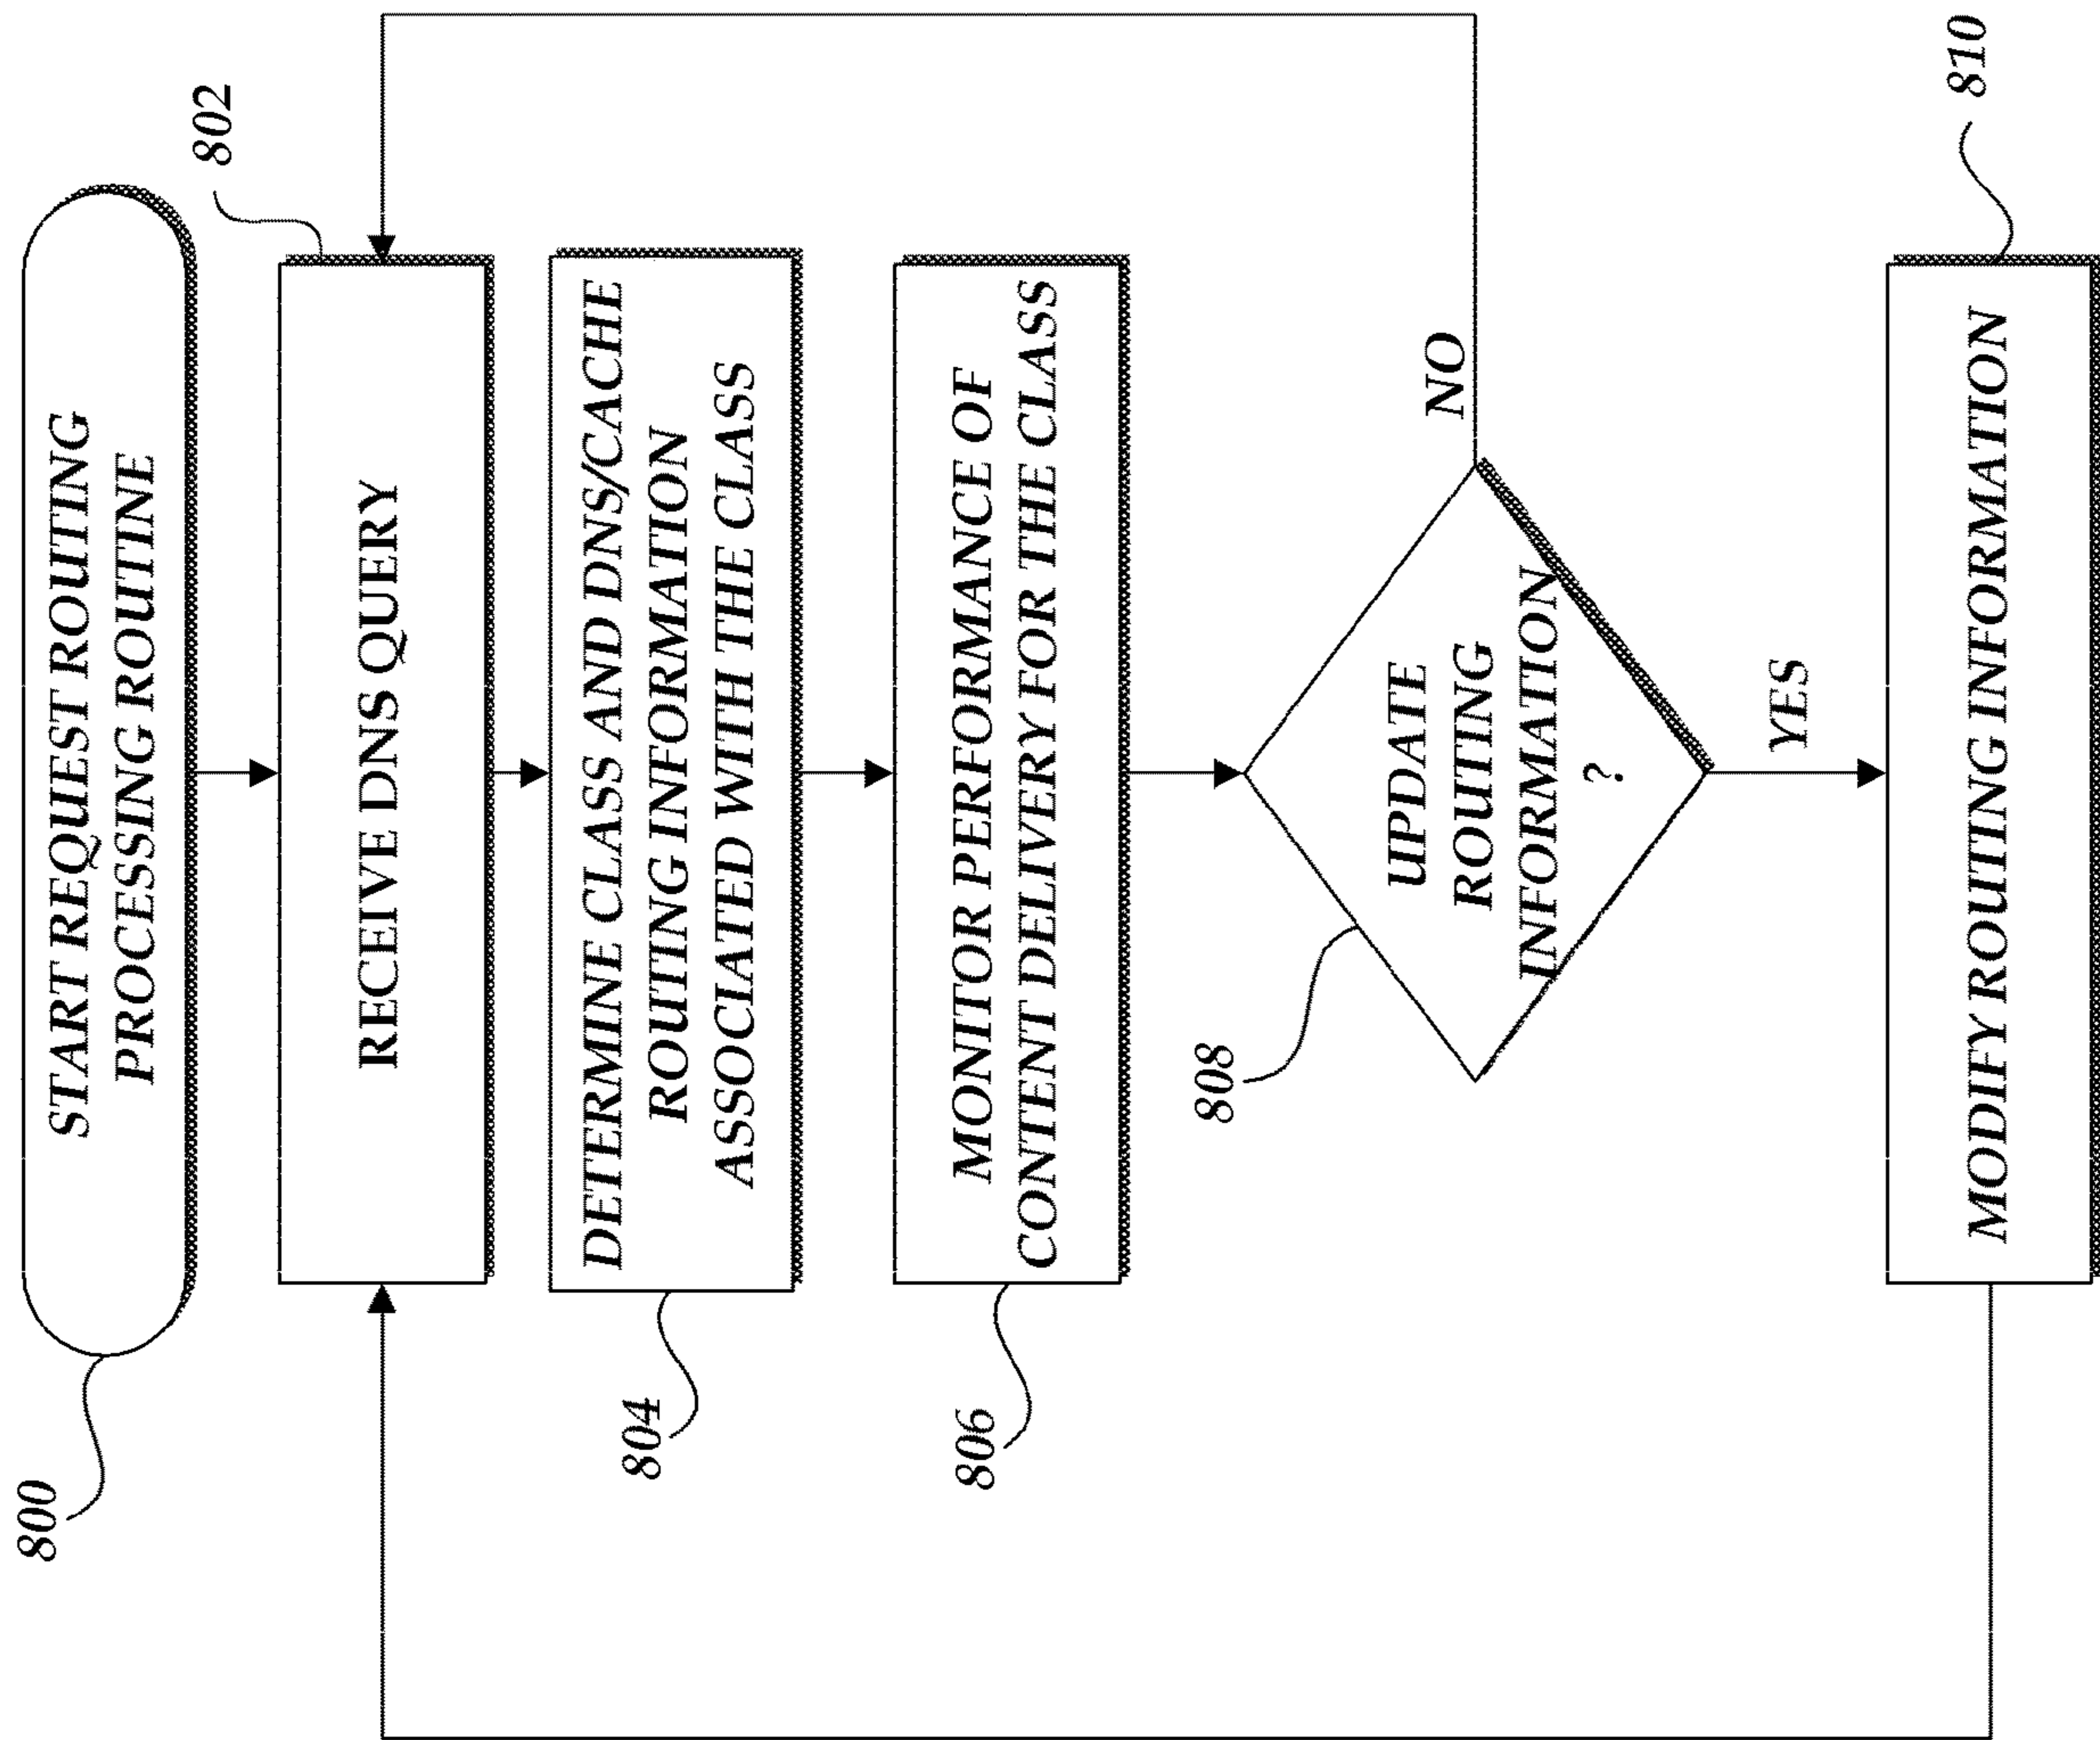 800
START REQUEST ROUTING
PROCESSING ROUTINE
802
RECEIVE DNS QUERY
804
DETERMINE CLASS AND DNS/CACHE
ROUTING INFORMATION
ASSOCIATED WITH THE CLASS
806
MONITOR PERFORMANCE OF
CONTENT DELIVERY FOR THE CLASS
808
UPDATE
ROUTING
INFORMATION
?
NO
YES
810
MODIFY ROUTING INFORMATION